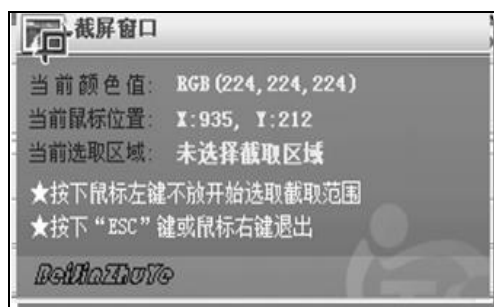 截屏窗口
当前颜色值: RGB(224,224,224)
当前鼠标位置: X:935, Y:212
当前选取区域: 未选择截取区域
★按下鼠标左键不放开始选取截取范围
★按下“ESC”键或鼠标右键退出
BeiJinZhuYe